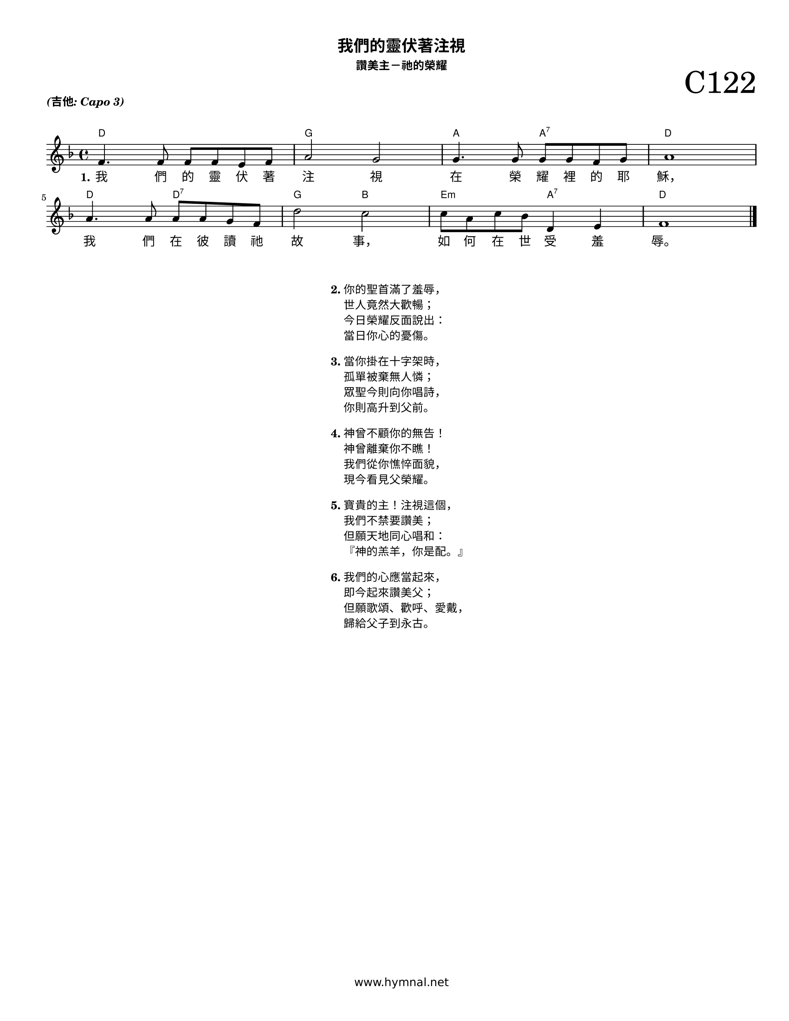 我們的靈伏著注視
讚美主－祂的榮耀
C122
(吉他: Capo 3)
D G A A7 D
1. 我 們 的 靈 伏 著 注 視 在 榮 耀 裡 的 耶 穌，
5
D D7 G B Em A7 D
我 們 在 彼 讀 祂 故 事， 如 何 在 世 受 羞 辱。
2. 你的聖首滿了羞辱，
世人竟然大歡暢；
今日榮耀反面說出：
當日你心的憂傷。
3. 當你掛在十字架時，
孤單被棄無人憐；
眾聖今則向你唱詩，
你則高升到父前。
4. 神曾不顧你的無告！
神曾離棄你不瞧！
我們從你憔悴面貌，
現今看見父榮耀。
5. 寶貴的主！注視這個，
我們不禁要讚美；
但願天地同心唱和：
『神的羔羊，你是配。』
6. 我們的心應當起來，
即今起來讚美父；
但願歌頌、歡呼、愛戴，
歸給父子到永古。
www.hymnal.net